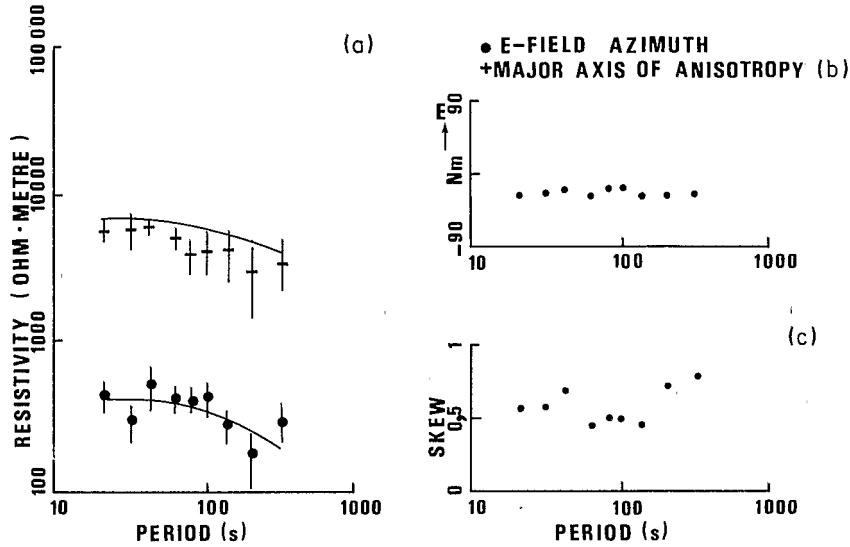 (a)
100 000
10000
1000
100
RESISTIVITY (OHM·METRE)
10
100
1000
PERIOD (s)
● E-FIELD AZIMUTH
+MAJOR AXIS OF ANISOTROPY (b)
E
90
Nm
-90
10
100
1000
(c)
1
0,5
0
SKEW
10
100
1000
PERIOD (s)